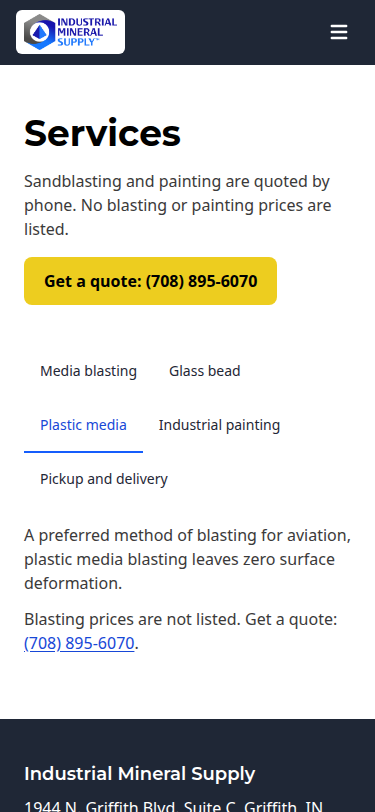 INDUSTRIAL
MINERAL
SUPPLY™
Services
Sandblasting and painting are quoted by
phone. No blasting or painting prices are
listed.
Get a quote: (708) 895-6070
Media blasting
Glass bead
Plastic media
Industrial painting
Pickup and delivery
A preferred method of blasting for aviation,
plastic media blasting leaves zero surface
deformation.
Blasting prices are not listed. Get a quote:
(708) 895-6070.
Industrial Mineral Supply
1944 N. Griffith Blvd, Suite C, Griffith, IN